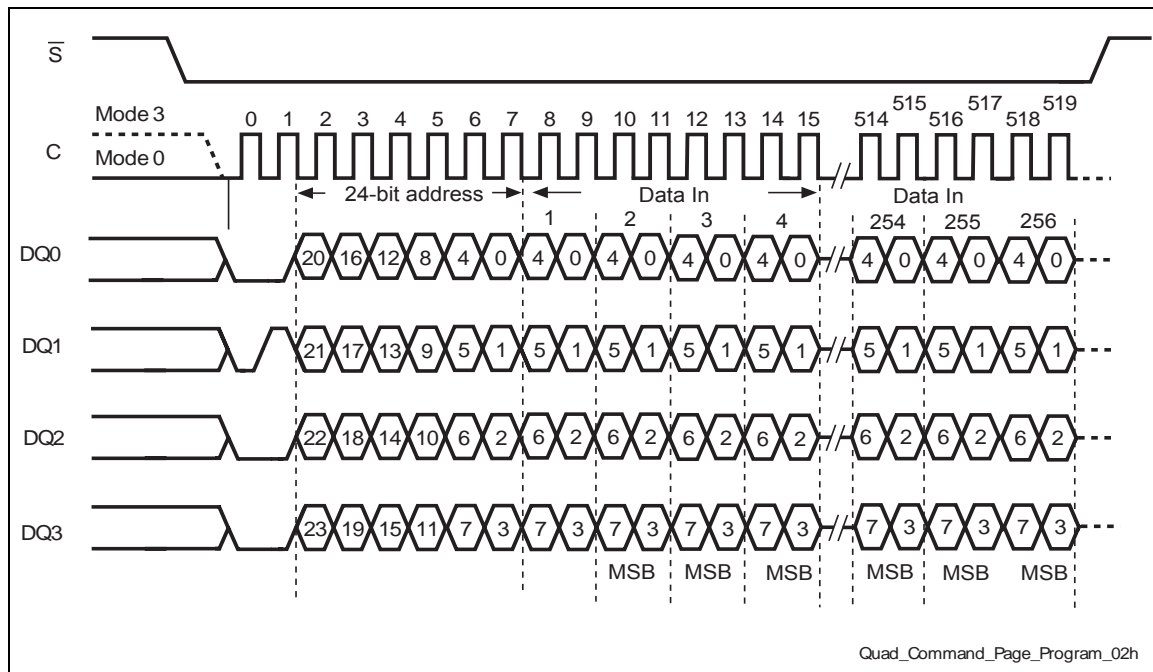 S
Mode 3
0 1 2 3 4 5 6 7 8 9 10 11 12 13 14 15 514 515 516 517 518 519
C
Mode 0
24-bit address Data In Data In
1 2 3 4 254 255 256
DQ0 20 16 12 8 4 0 4 0 4 0 4 0 4 0 4 0 4 0 4 0
DQ1 21 17 13 9 5 1 5 1 5 1 5 1 5 1 5 1 5 1 5 1
DQ2 22 18 14 10 6 2 6 2 6 2 6 2 6 2 6 2 6 2 6 2
DQ3 23 19 15 11 7 3 7 3 7 3 7 3 7 3 7 3 7 3 7 3
MSB MSB MSB MSB MSB MSB
Quad_Command_Page_Program_02h